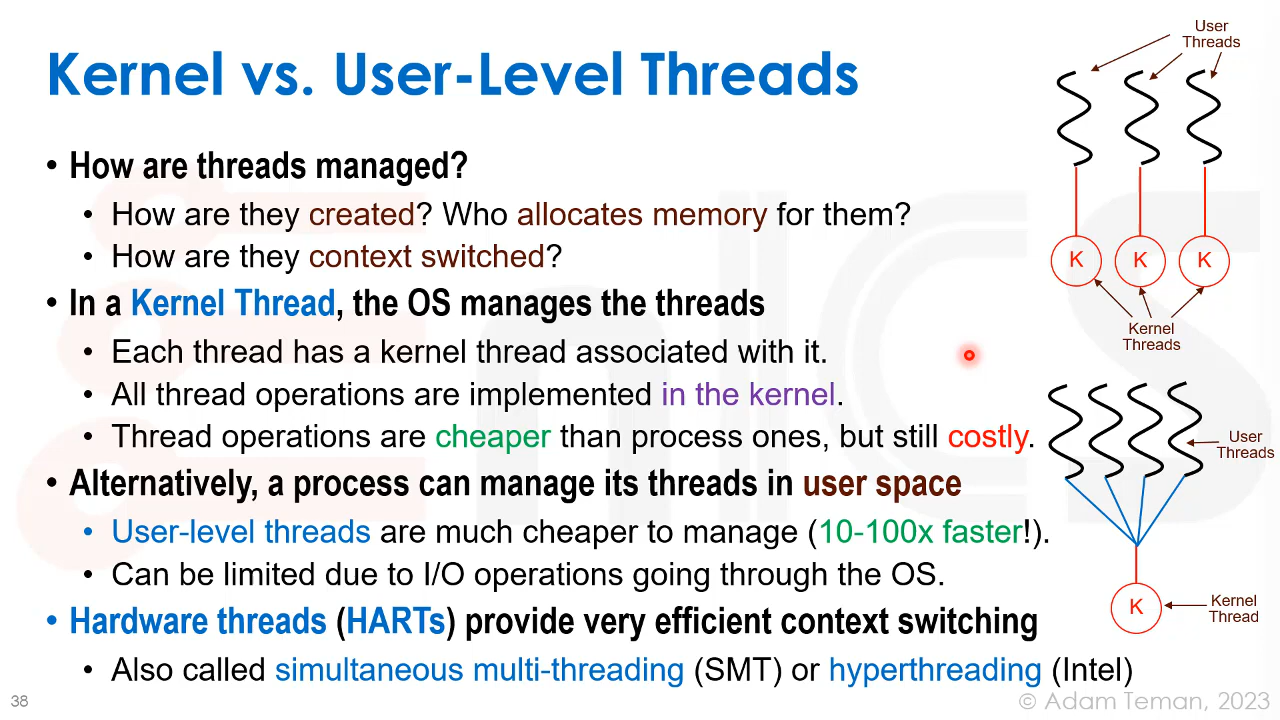 Kernel vs. User-Level Threads
• How are threads managed?
• How are they created? Who allocates memory for them?
• How are they context switched?
• In a Kernel Thread, the OS manages the threads
• Each thread has a kernel thread associated with it.
• All thread operations are implemented in the kernel.
• Thread operations are cheaper than process ones, but still costly.
• Alternatively, a process can manage its threads in user space
• User-level threads are much cheaper to manage (10-100x faster!).
• Can be limited due to I/O operations going through the OS.
• Hardware threads (HARTs) provide very efficient context switching
• Also called simultaneous multi-threading (SMT) or hyperthreading (Intel)
User
Threads
K K K
Kernel
Threads
User
Threads
K
Kernel
Thread
38
© Adam Teman, 2023